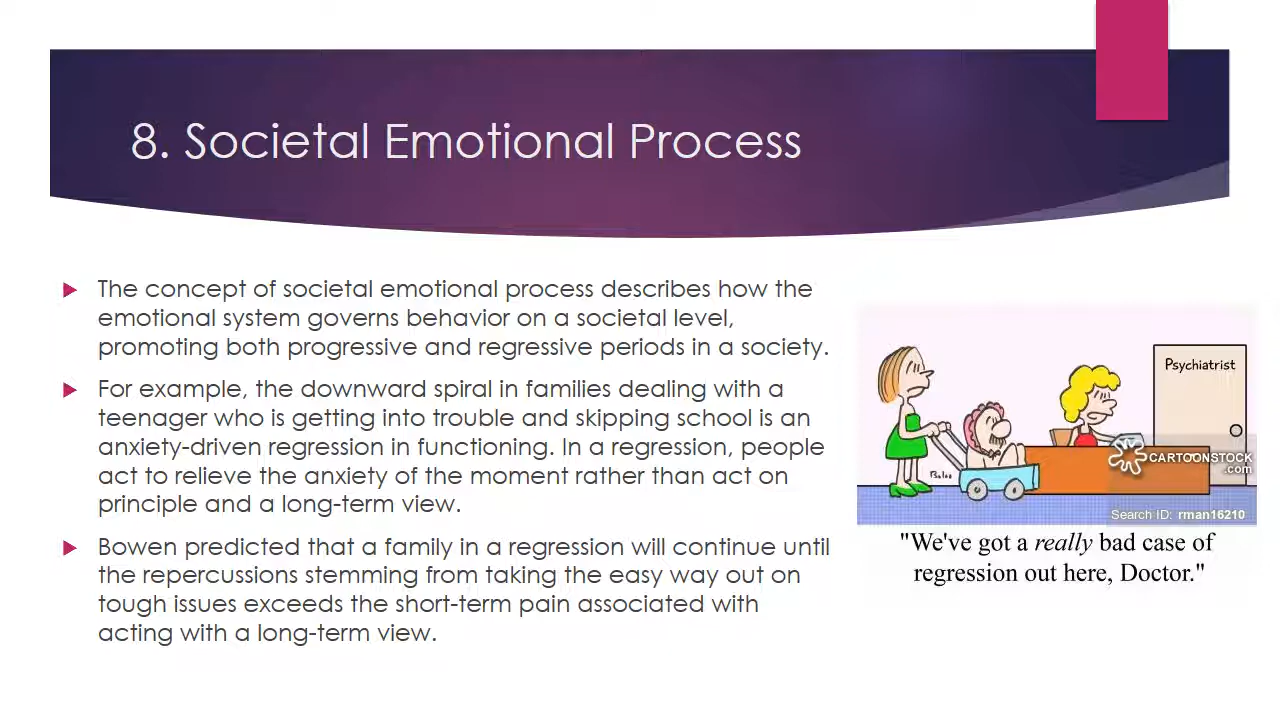 8. Societal Emotional Process
The concept of societal emotional process describes how the
emotional system governs behavior on a societal level,
promoting both progressive and regressive periods in a society.
For example, the downward spiral in families dealing with a
teenager who is getting into trouble and skipping school is an
anxiety-driven regression in functioning. In a regression, people
act to relieve the anxiety of the moment rather than act on
principle and a long-term view.
Bowen predicted that a family in a regression will continue until
the repercussions stemming from taking the easy way out on
tough issues exceeds the short-term pain associated with
acting with a long-term view.
Psychiatrist
CARTOONSTOCK
.com
Search ID: rman16210
"We've got a really bad case of
regression out here, Doctor."